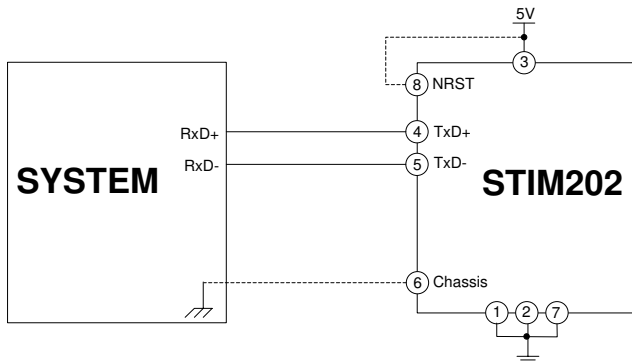 5V
3
8 NRST
RxD+ 4 TxD+
RxD- 5 TxD-
SYSTEM STIM202
6 Chassis
1 2 7